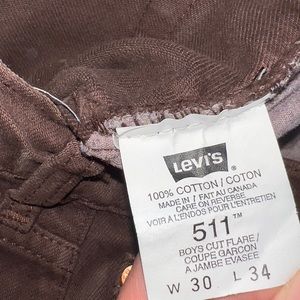 LEVI'S
100% COTTON / COTON
MADE IN / FAIT AU CANADA
CARE ON REVERSE
VOIR A L'ENDOS POUR L'ENTRETIEN
511™
BOYS CUT FLARE/
COUPE GARCON
A JAMBE EVASEE
W 30 L 34